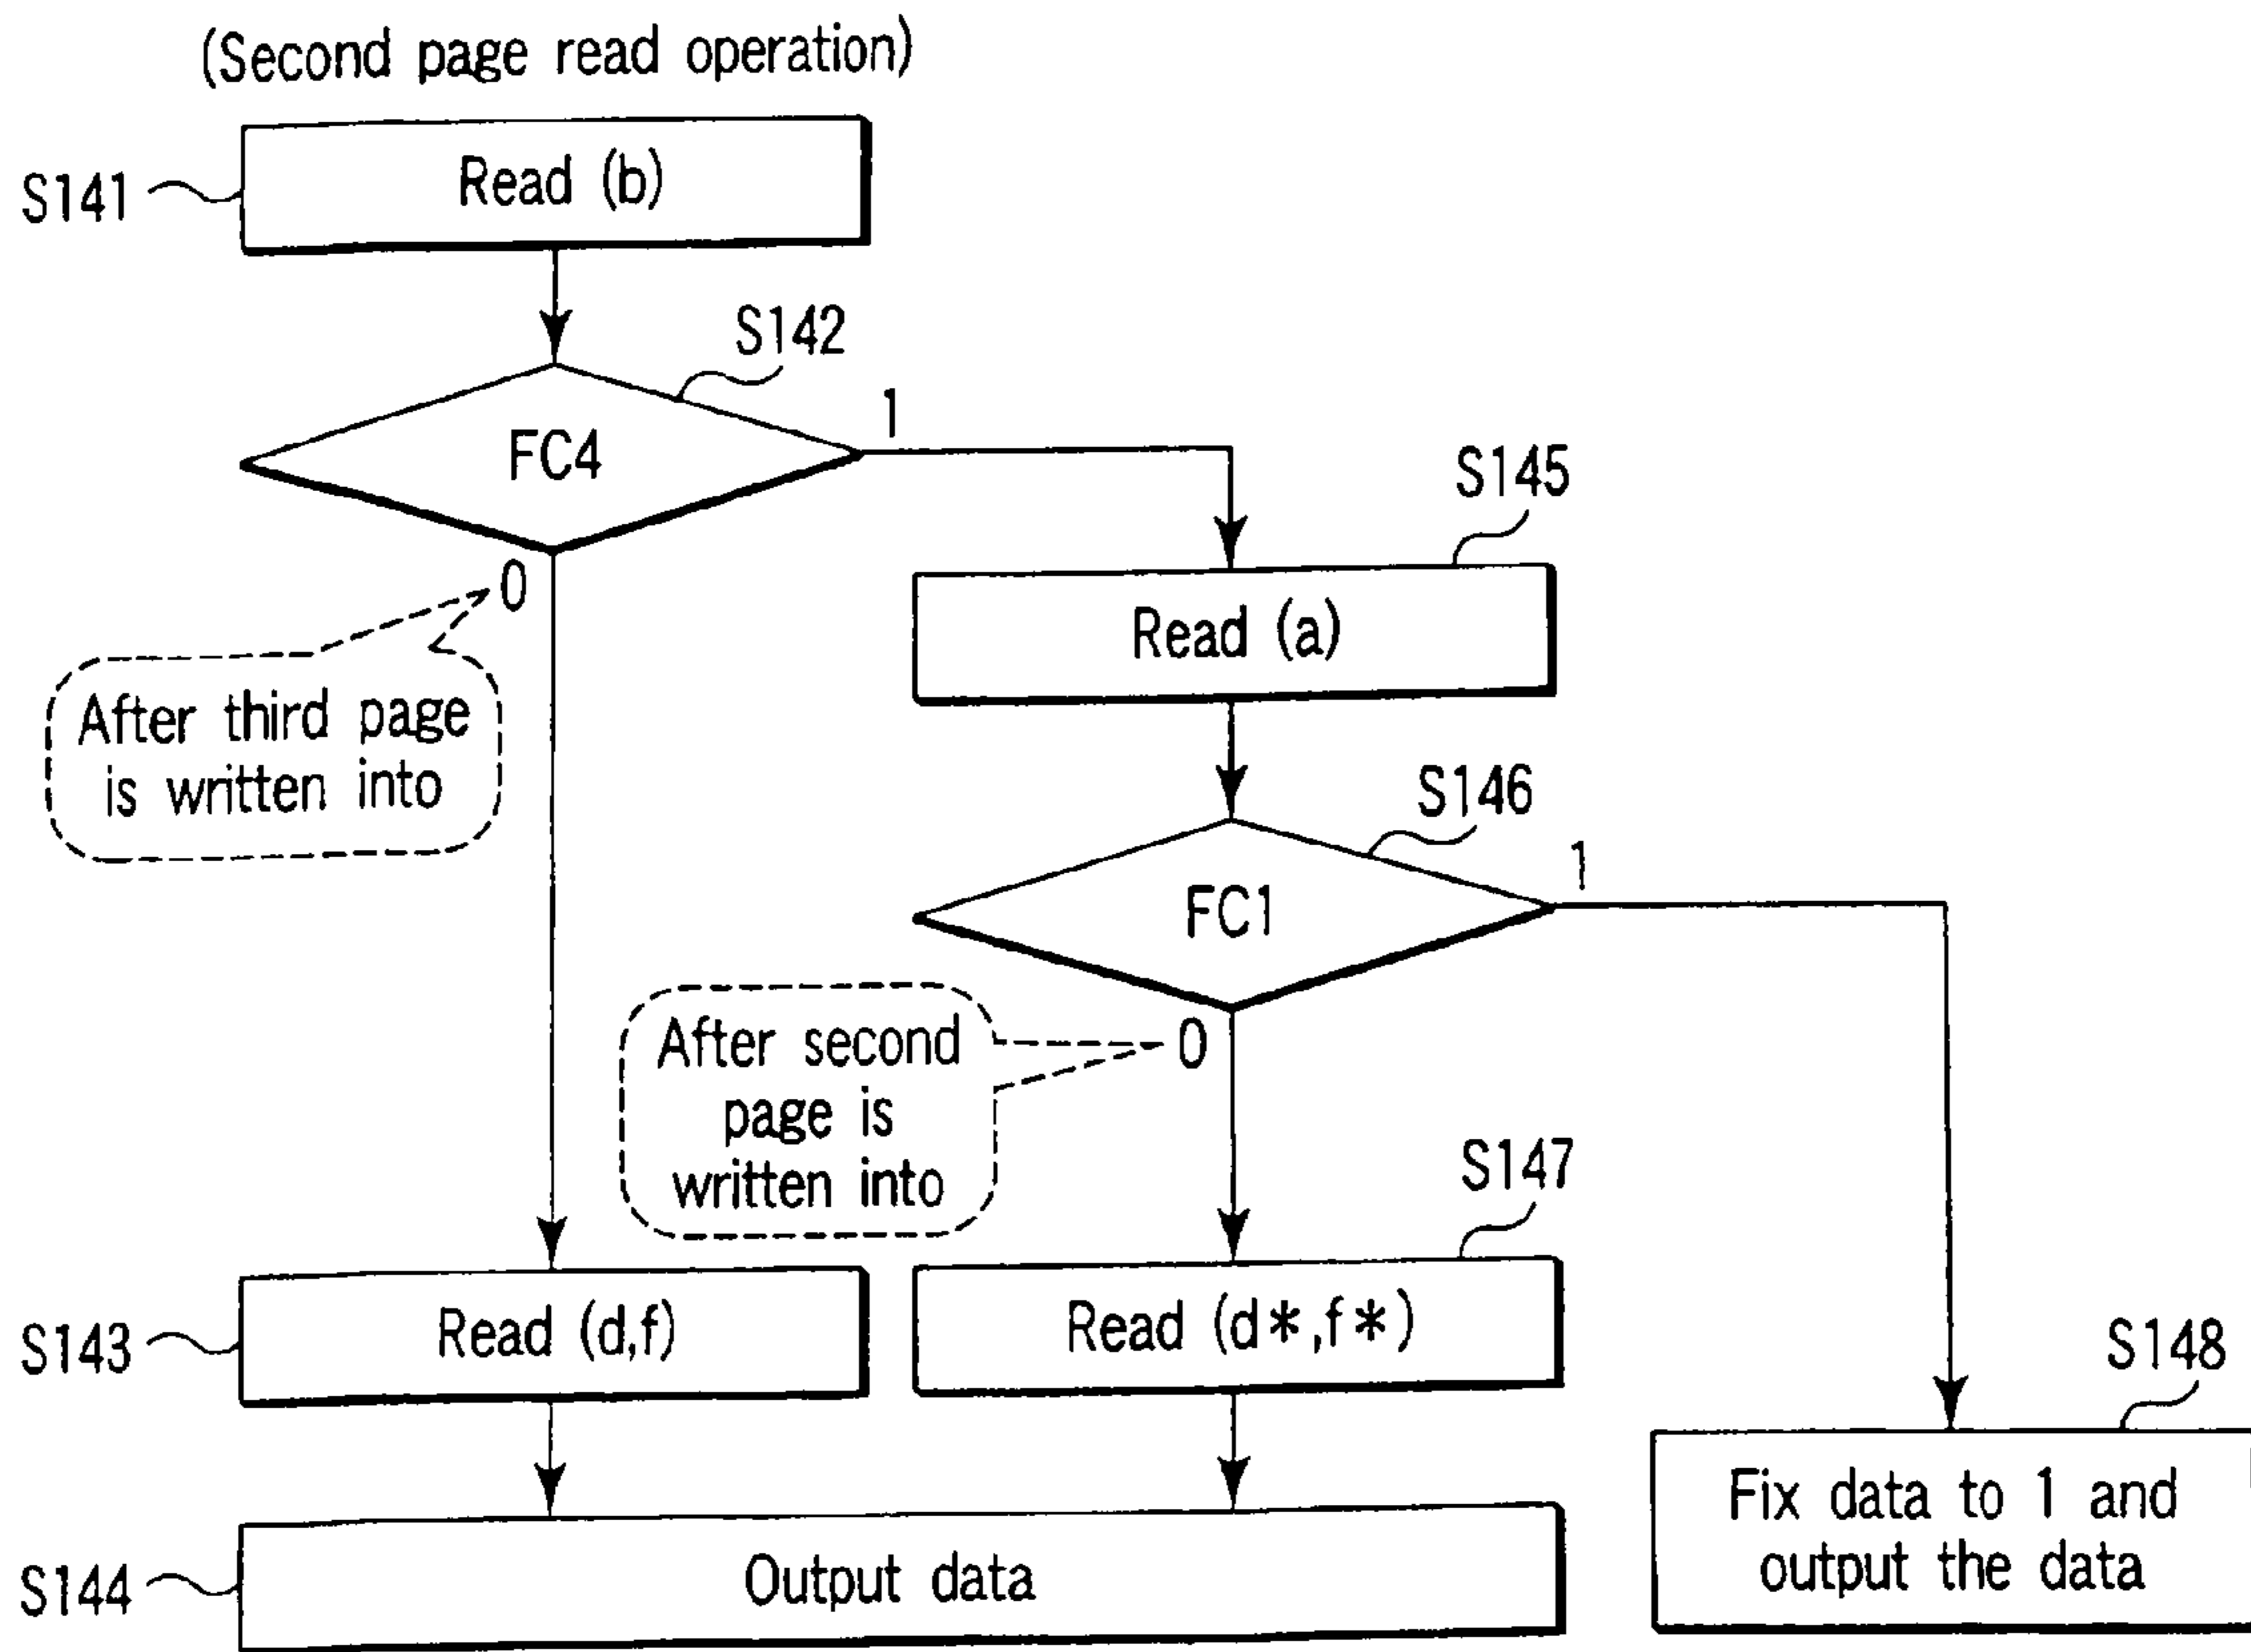 (Second page read operation)
S141
Read (b)
S142
FC4
1
0
After third page
is written into
S145
Read (a)
S146
FC1
1
0
After second
page is
written into
S143
Read (d,f)
S147
Read (d*,f*)
S144
Output data
S148
Fix data to 1 and
output the data